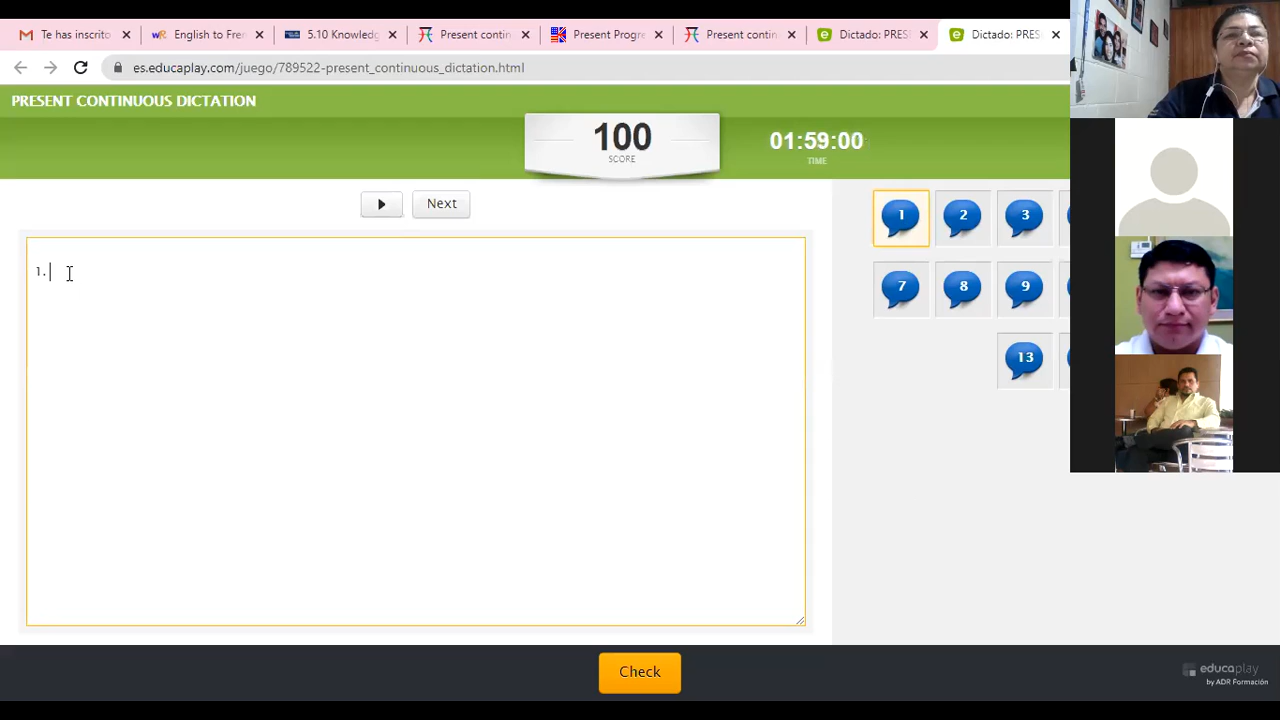 Te has inscrito
English to Fre
5.10 Knowledg
Present contin
Present Progre
Present contin
Dictado: PRES
Dictado: PRES
es.educaplay.com/juego/789522-present_continuous_dictation.html
PRESENT CONTINUOUS DICTATION
100
SCORE
01:59:00
TIME
Next
1.
1
2
3
7
8
9
13
Check
educaplay
by ADR Formación